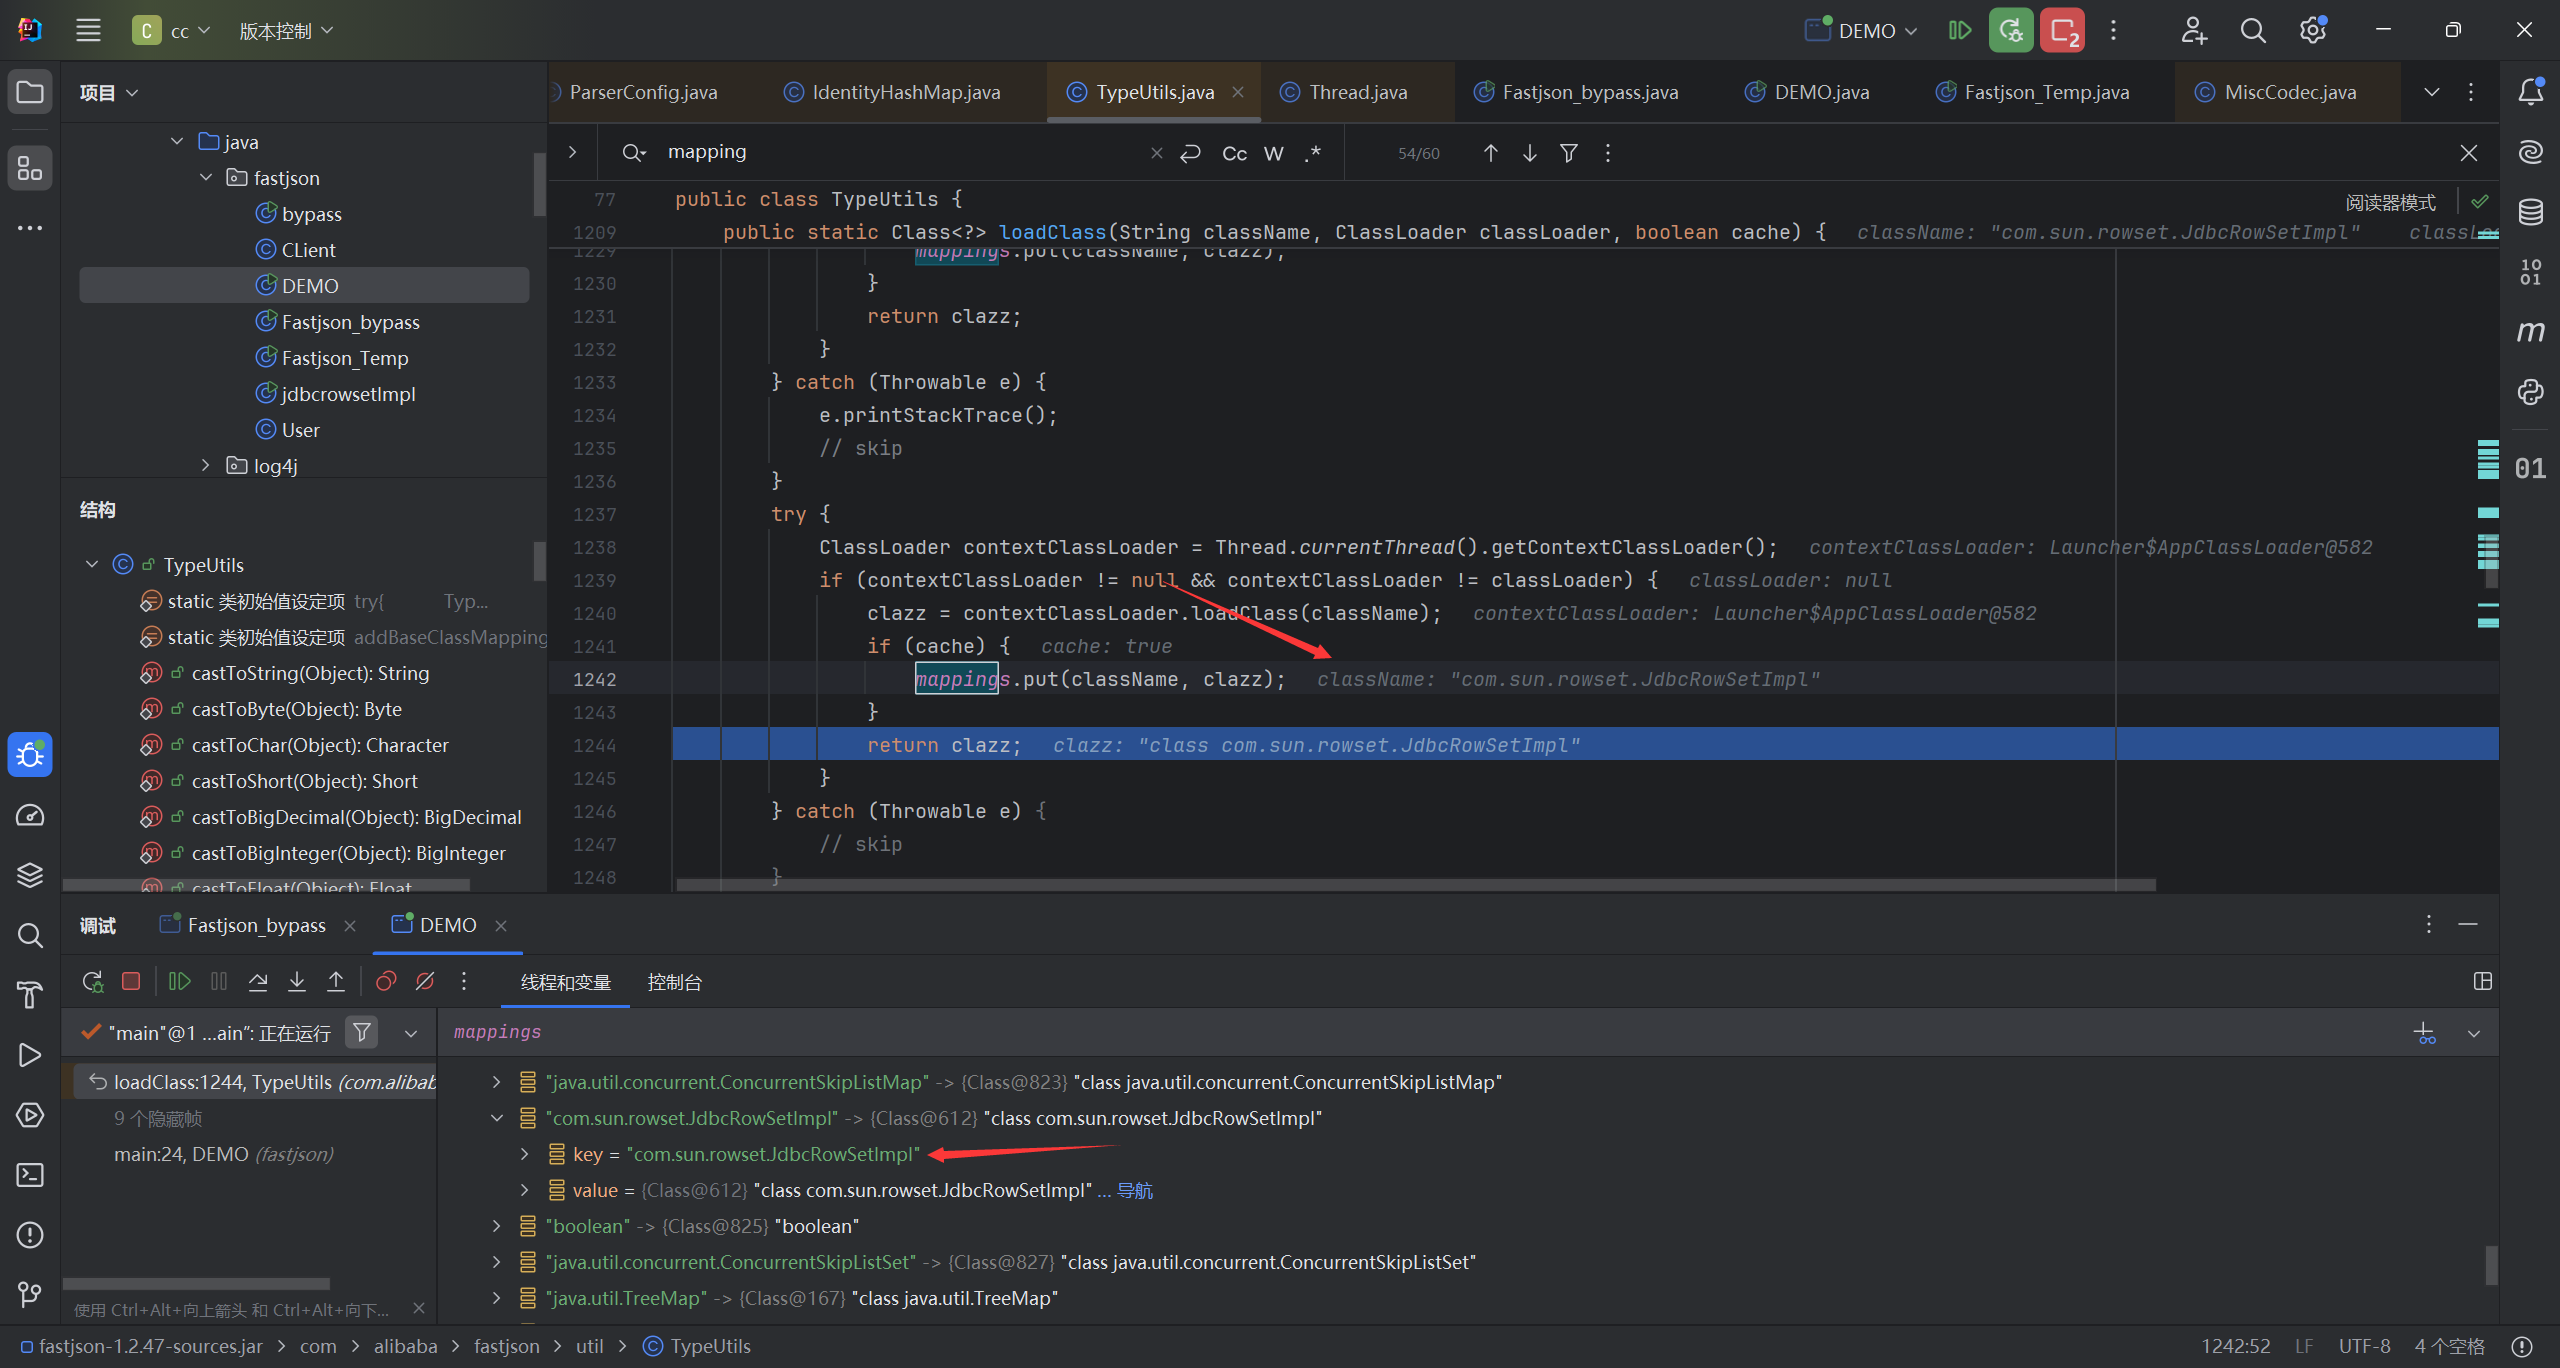 C cc 版本控制 DEMO 2
项目
java
fastjson
bypass
CLient
DEMO
Fastjson_bypass
Fastjson_Temp
jdbcrowsetImpl
User
log4j
结构
TypeUtils
static 类初始值设定项 try{ Typ...
static 类初始值设定项 addBaseClassMapping
castToString(Object): String
castToByte(Object): Byte
castToChar(Object): Character
castToShort(Object): Short
castToBigDecimal(Object): BigDecimal
castToBigInteger(Object): BigInteger
castToFloat(Object): Float
ParserConfig.java IdentityHashMap.java TypeUtils.java Thread.java Fastjson_bypass.java DEMO.java Fastjson_Temp.java MiscCodec.java
mapping Cc W .* 54/60
阅读器模式
77 public class TypeUtils {
1209 public static Class<?> loadClass(String className, ClassLoader classLoader, boolean cache) { className: "com.sun.rowset.JdbcRowSetImpl" classLo
1229 mappings.put(className, clazz);
1230 }
1231 return clazz;
1232 }
1233 } catch (Throwable e) {
1234 e.printStackTrace();
1235 // skip
1236 }
1237 try {
1238 ClassLoader contextClassLoader = Thread.currentThread().getContextClassLoader(); contextClassLoader: Launcher$AppClassLoader@582
1239 if (contextClassLoader != null && contextClassLoader != classLoader) { classLoader: null
1240 clazz = contextClassLoader.loadClass(className); contextClassLoader: Launcher$AppClassLoader@582
1241 if (cache) { cache: true
1242 mappings.put(className, clazz); className: "com.sun.rowset.JdbcRowSetImpl"
1243 }
1244 return clazz; clazz: "class com.sun.rowset.JdbcRowSetImpl"
1245 }
1246 } catch (Throwable e) {
1247 // skip
1248 }
10
01
m
01
调试 Fastjson_bypass DEMO
线程和变量 控制台
"main"@1 ...ain": 正在运行
loadClass:1244, TypeUtils (com.alibab
9 个隐藏帧
main:24, DEMO (fastjson)
使用 Ctrl+Alt+向上箭头 和 Ctrl+Alt+向下...
mappings
"java.util.concurrent.ConcurrentSkipListMap" -> {Class@823} "class java.util.concurrent.ConcurrentSkipListMap"
"com.sun.rowset.JdbcRowSetImpl" -> {Class@612} "class com.sun.rowset.JdbcRowSetImpl"
key = "com.sun.rowset.JdbcRowSetImpl"
value = {Class@612} "class com.sun.rowset.JdbcRowSetImpl" ... 导航
"boolean" -> {Class@825} "boolean"
"java.util.concurrent.ConcurrentSkipListSet" -> {Class@827} "class java.util.concurrent.ConcurrentSkipListSet"
"java.util.TreeMap" -> {Class@167} "class java.util.TreeMap"
fastjson-1.2.47-sources.jar > com > alibaba > fastjson > util > TypeUtils
1242:52 LF UTF-8 4 个空格